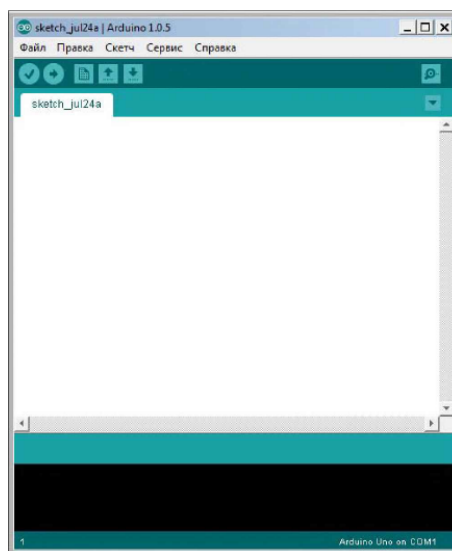 sketch_jul24a | Arduino 1.0.5
Файл Правка Скетч Сервис Справка
sketch_jul24a
1
Arduino Uno on COM1